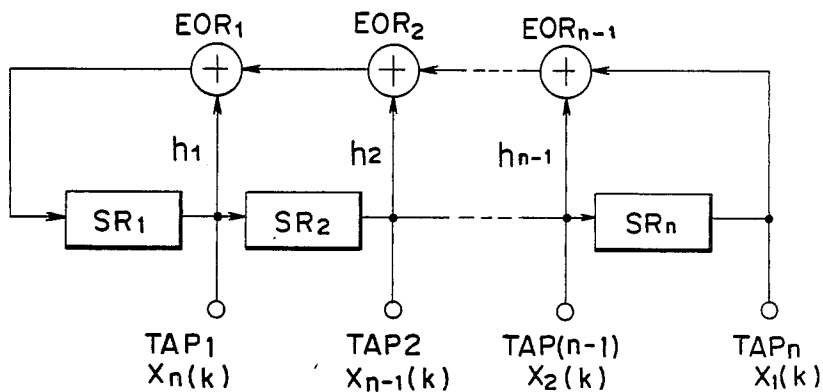 EOR₁ EOR₂ EORₙ₋₁
+ + +
h₁ h₂ hₙ₋₁
SR₁ SR₂ SRₙ
TAP1 TAP2 TAP(n-1) TAPn
Xₙ(k) Xₙ₋₁(k) X₂(k) X₁(k)